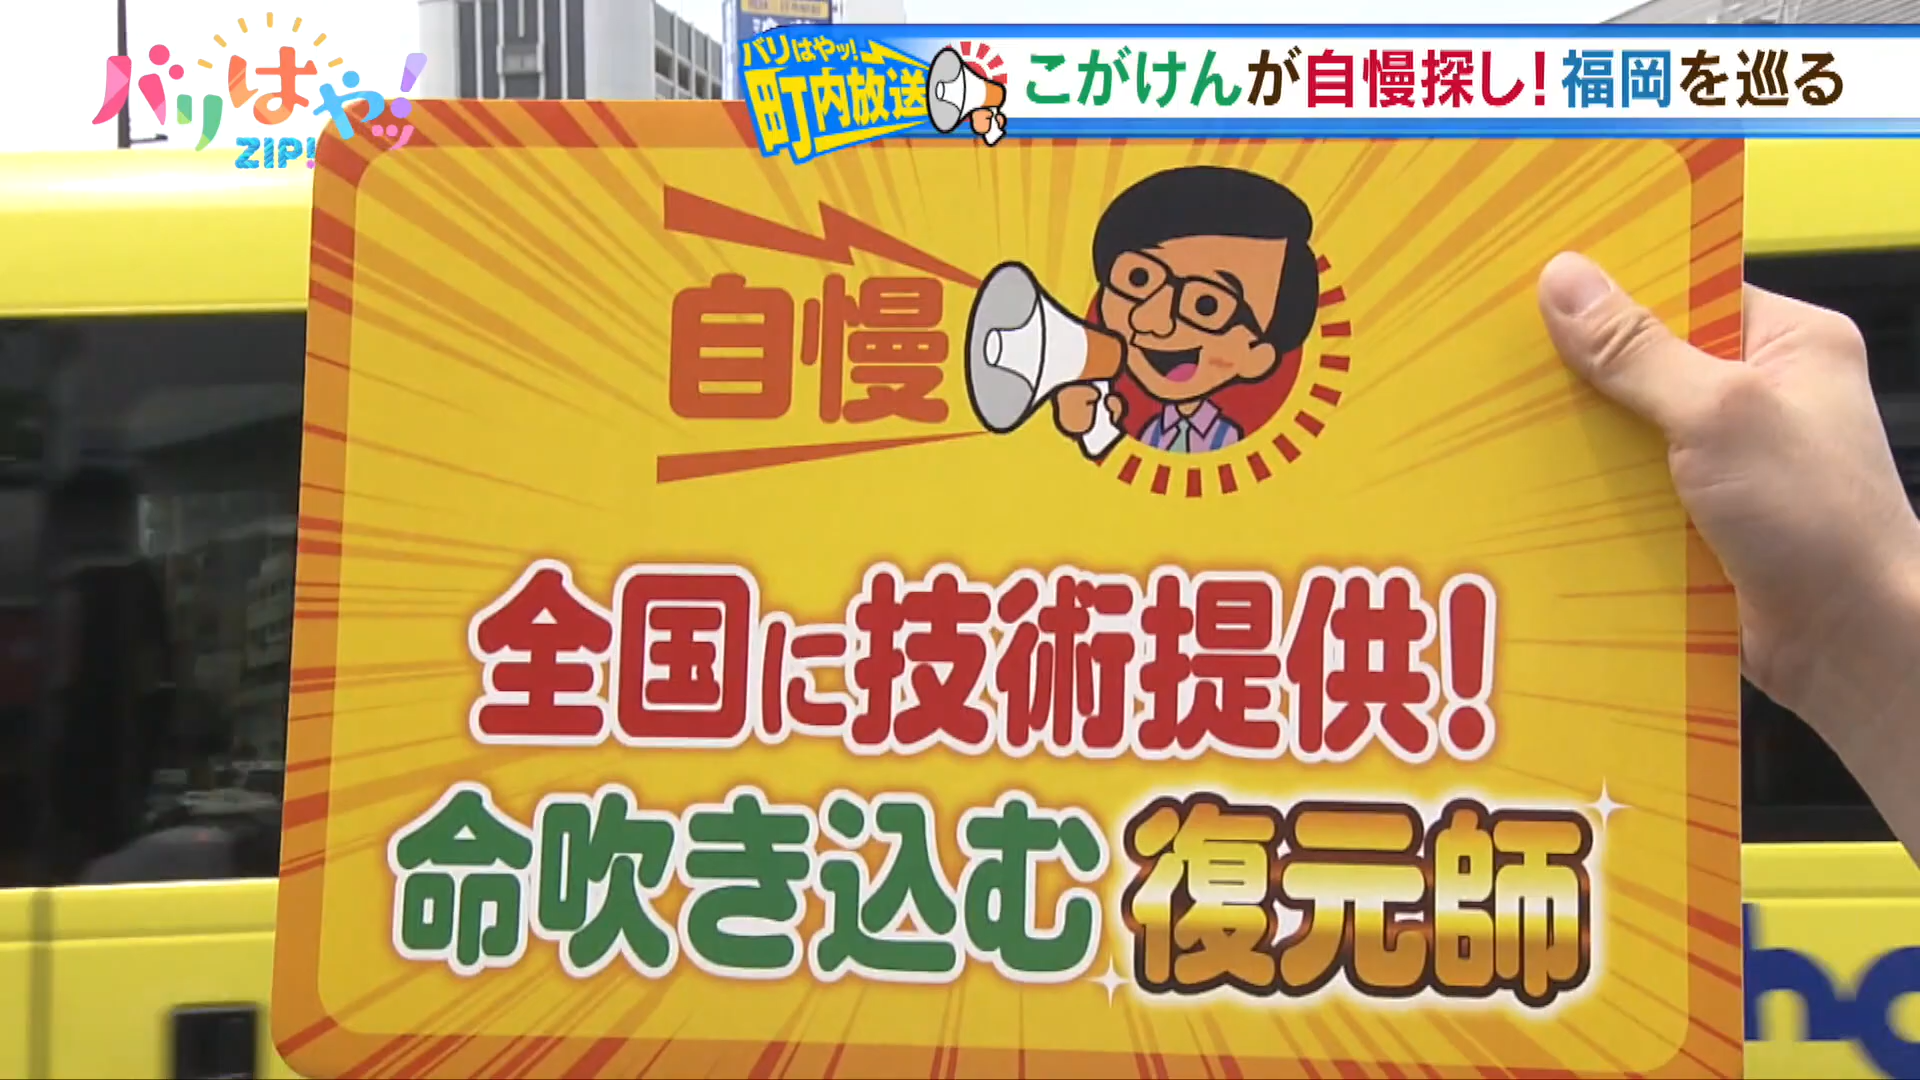 バリはやッ!
ZIP!
バリはやッ!
町内放送
こがけんが自慢探し!福岡を巡る
自慢
全国に技術提供!
命吹き込む復元師